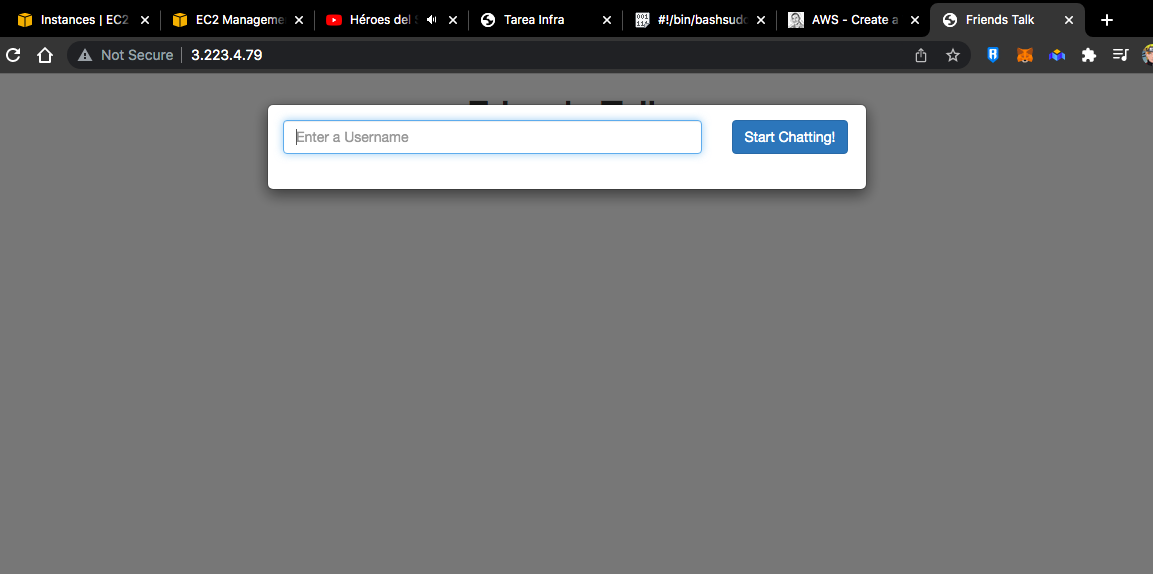 Instances | EC2
EC2 Manageme
Héroes del S
Tarea Infra
#!/bin/bashsudo
AWS - Create a
Friends Talk
Not Secure
3.223.4.79
Enter a Username
Start Chatting!